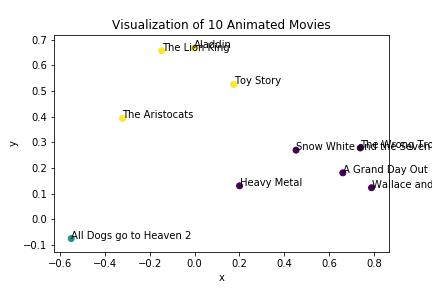 Visualization of 10 Animated Movies
0.7
0.6
0.5
0.4
0.3
0.2
0.1
0.0
−0.1
y
Aladdin
The Lion King
Toy Story
The Aristocats
Snow White and the Seven
The Wrong Tro
A Grand Day Out
Heavy Metal
Wallace and
All Dogs go to Heaven 2
−0.6 −0.4 −0.2 0.0 0.2 0.4 0.6 0.8
x